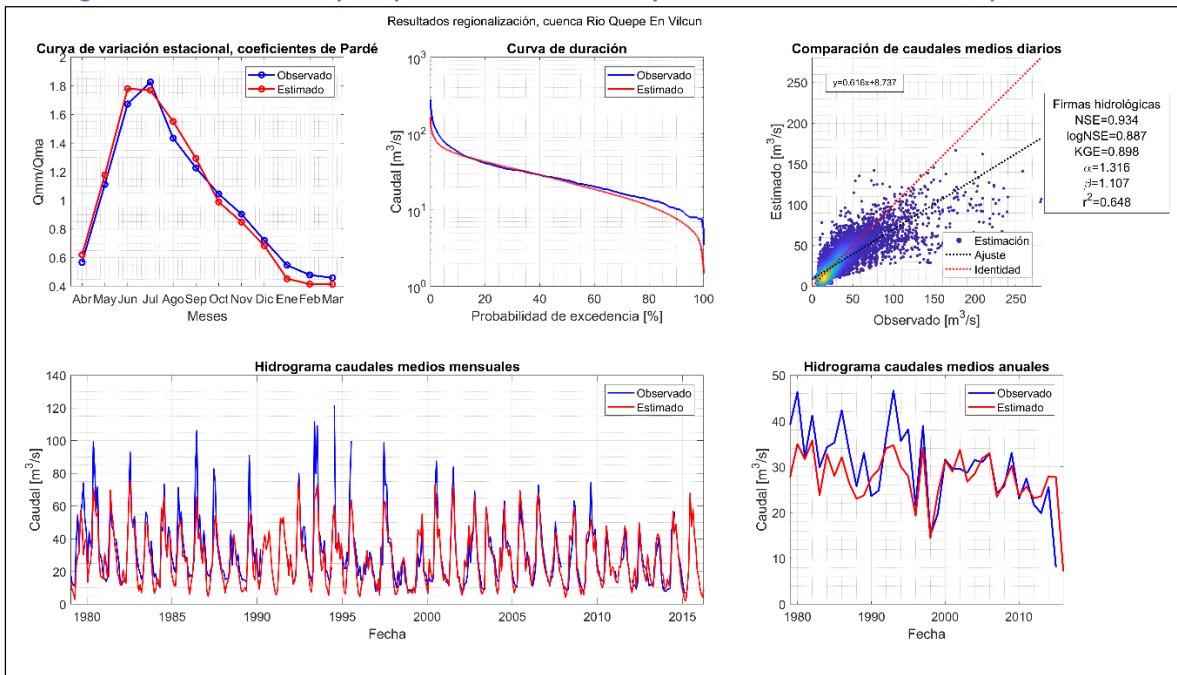 Resultados regionalización, cuenca Rio Quepe En Vilcun
Curva de variación estacional, coeficientes de Pardé
Qmm/Qma
2
1.8
1.6
1.4
1.2
1
0.8
0.6
0.4
Abr May Jun Jul Ago Sep Oct Nov Dic Ene Feb Mar
Meses
Observado
Estimado
Curva de duración
Caudal [m³/s]
10³
10²
10¹
10⁰
0 20 40 60 80 100
Probabilidad de excedencia [%]
Observado
Estimado
Comparación de caudales medios diarios
Estimado [m³/s]
250
200
150
100
50
0
0 50 100 150 200 250
Observado [m³/s]
y=0.616x+8.737
Estimación
Ajuste
Identidad
Firmas hidrológicas
NSE=0.934
logNSE=0.887
KGE=0.898
α=1.316
β=1.107
r²=0.648
Hidrograma caudales medios mensuales
Caudal [m³/s]
140
120
100
80
60
40
20
0
1980 1985 1990 1995 2000 2005 2010 2015
Fecha
Observado
Estimado
Hidrograma caudales medios anuales
Caudal [m³/s]
50
40
30
20
10
0
1980 1990 2000 2010
Fecha
Observado
Estimado